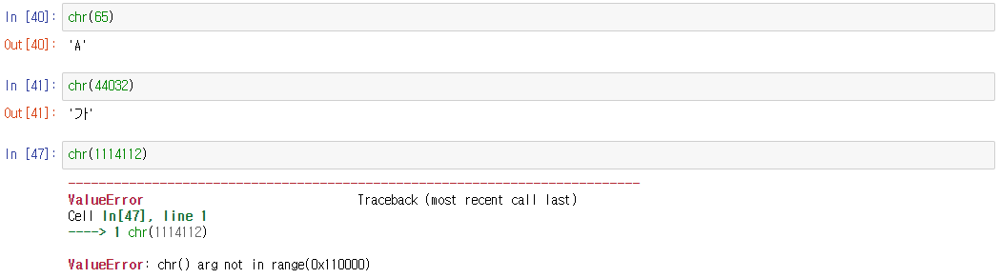 In [40]: chr(65)
Out[40]: 'A'
In [41]: chr(44032)
Out[41]: '가'
In [47]: chr(1114112)
---------------------------------------------------------------------------
ValueError                                Traceback (most recent call last)
Cell In[47], line 1
----> 1 chr(1114112)
ValueError: chr() arg not in range(0x110000)